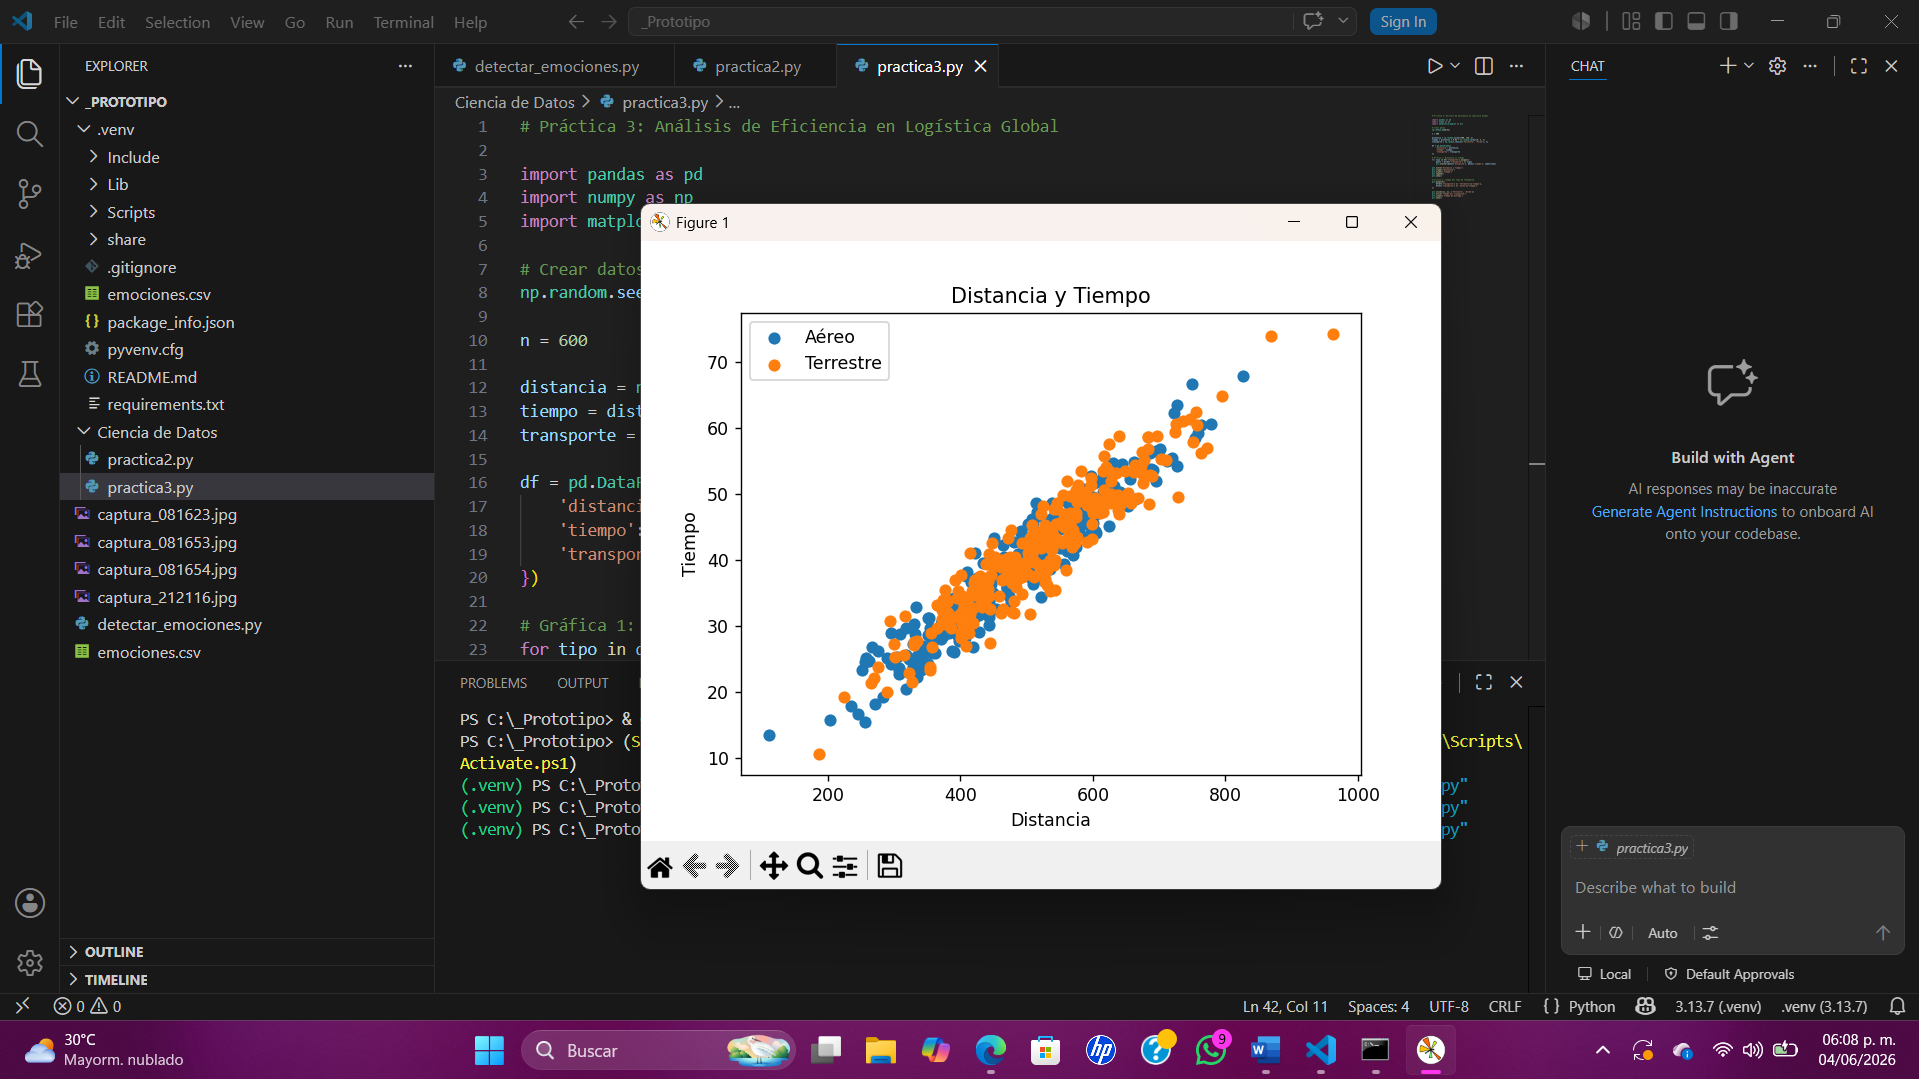 File Edit Selection View Go Run Terminal Help
_Prototipo
Sign In
EXPLORER
_PROTOTIPO
.venv
Include
Lib
Scripts
share
.gitignore
emociones.csv
package_info.json
pyvenv.cfg
README.md
requirements.txt
Ciencia de Datos
practica2.py
practica3.py
captura_081623.jpg
captura_081653.jpg
captura_081654.jpg
captura_212116.jpg
detectar_emociones.py
emociones.csv
OUTLINE
TIMELINE
detectar_emociones.py practica2.py practica3.py
Ciencia de Datos > practica3.py > ...
1 # Práctica 3: Análisis de Eficiencia en Logística Global
2
3 import pandas as pd
4 import numpy as np
5 import matplo
6
7 # Crear datos
8 np.random.see
9
10 n = 600
11
12 distancia =
13 tiempo = dist
14 transporte =
15
16 df = pd.DataF
17 'distanci
18 'tiempo':
19 'transpor
20 })
21
22 # Gráfica 1:
23 for tipo in
Figure 1
Distancia y Tiempo
Aéreo
Terrestre
70
60
50
40
30
20
10
Tiempo
200 400 600 800 1000
Distancia
PROBLEMS OUTPUT
PS C:\_Prototipo> &
PS C:\_Prototipo> (S \Scripts\
Activate.ps1)
(.venv) PS C:\_Proto py"
(.venv) PS C:\_Proto py"
(.venv) PS C:\_Proto py"
CHAT
Build with Agent
AI responses may be inaccurate
Generate Agent Instructions to onboard AI
onto your codebase.
practica3.py
Describe what to build
Auto
Local Default Approvals
0 0 Ln 42, Col 11 Spaces: 4 UTF-8 CRLF {} Python 3.13.7 (.venv) .venv (3.13.7)
30°C
Mayorm. nublado
Buscar
hp
9
06:08 p. m.
04/06/2026